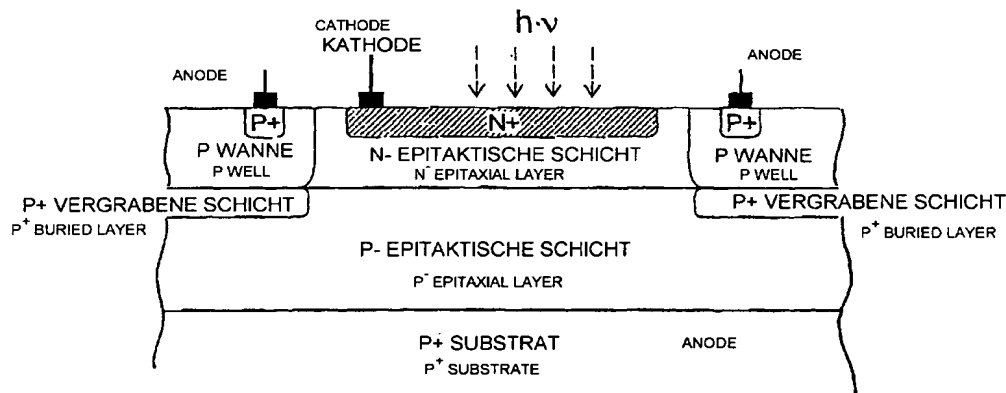 CATHODE
KATHODE
h·ν
ANODE
ANODE
P+
N+
P+
P WANNE
P WELL
N- EPITAKTISCHE SCHICHT
N⁻ EPITAXIAL LAYER
P WANNE
P WELL
P+ VERGRABENE SCHICHT
P⁺ BURIED LAYER
P+ VERGRABENE SCHICHT
P⁺ BURIED LAYER
P- EPITAKTISCHE SCHICHT
P⁻ EPITAXIAL LAYER
P+ SUBSTRAT
P⁺ SUBSTRATE
ANODE